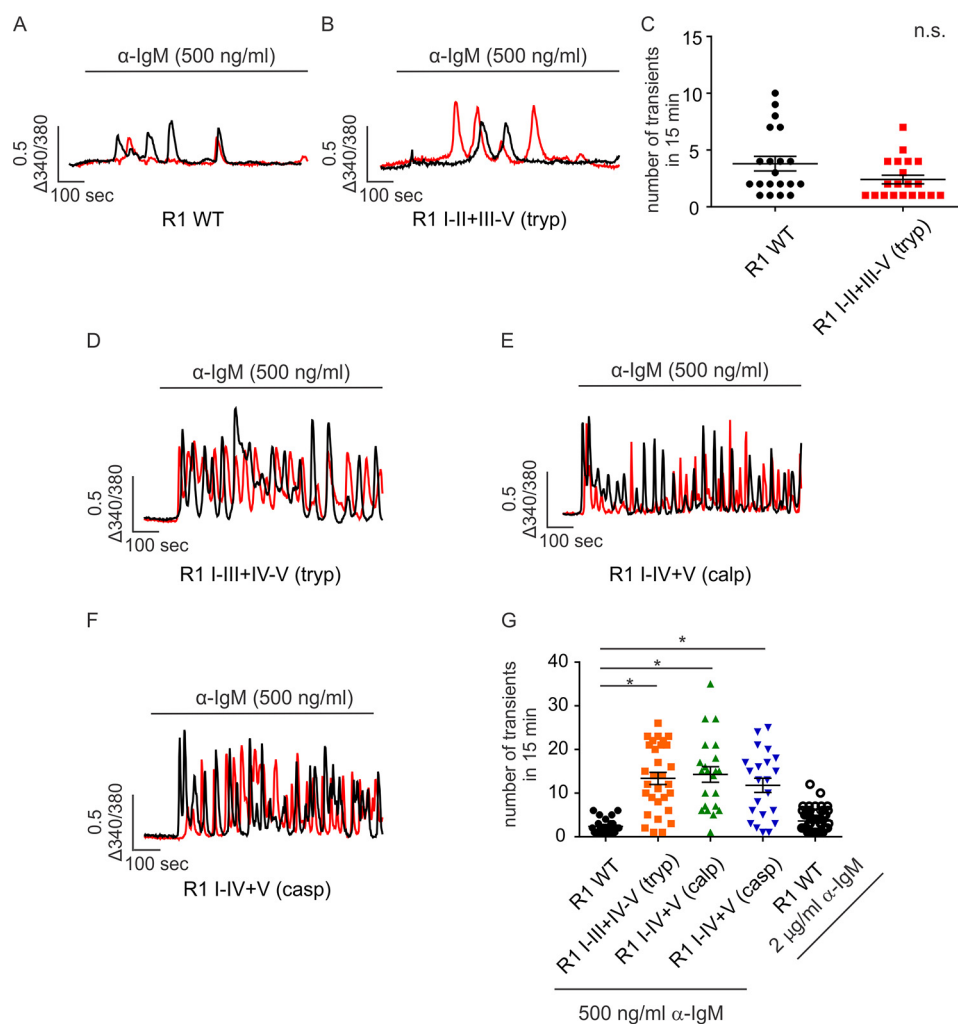 A
α-IgM (500 ng/ml)
0.5
Δ340/380
100 sec
R1 WT
B
α-IgM (500 ng/ml)
0.5
Δ340/380
100 sec
R1 I-II+III-V (tryp)
C
n.s.
number of transients
in 15 min
15
10
5
0
R1 WT
R1 I-II+III-V (tryp)
D
α-IgM (500 ng/ml)
0.5
Δ340/380
100 sec
R1 I-III+IV-V (tryp)
E
α-IgM (500 ng/ml)
0.5
Δ340/380
100 sec
R1 I-IV+V (calp)
F
α-IgM (500 ng/ml)
0.5
Δ340/380
100 sec
R1 I-IV+V (casp)
G
number of transients
in 15 min
40
30
20
10
0
*
*
*
R1 WT
R1 I-III+IV-V (tryp)
R1 I-IV+V (calp)
R1 I-IV+V (casp)
R1 WT
2 μg/ml α-IgM
500 ng/ml α-IgM